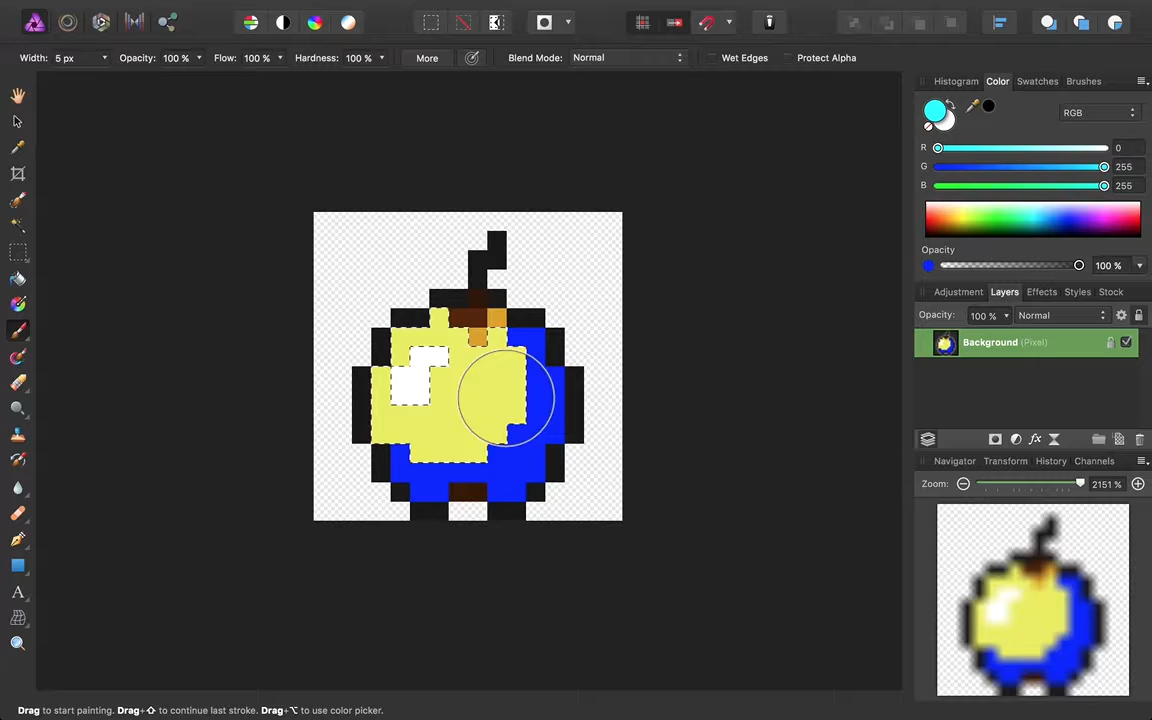 Width: 5 px Opacity: 100 % Flow: 100 % Hardness: 100 % More Blend Mode: Normal Wet Edges Protect Alpha
Histogram Color Swatches Brushes
RGB
R 0
G 255
B 255
Opacity
100 %
Adjustment Layers Effects Styles Stock
Opacity: 100 % Normal
Background (Pixel)
Navigator Transform History Channels
Zoom: 2151 %
A
Drag to start painting. Drag+⇧ to continue last stroke. Drag+⌥ to use color picker.